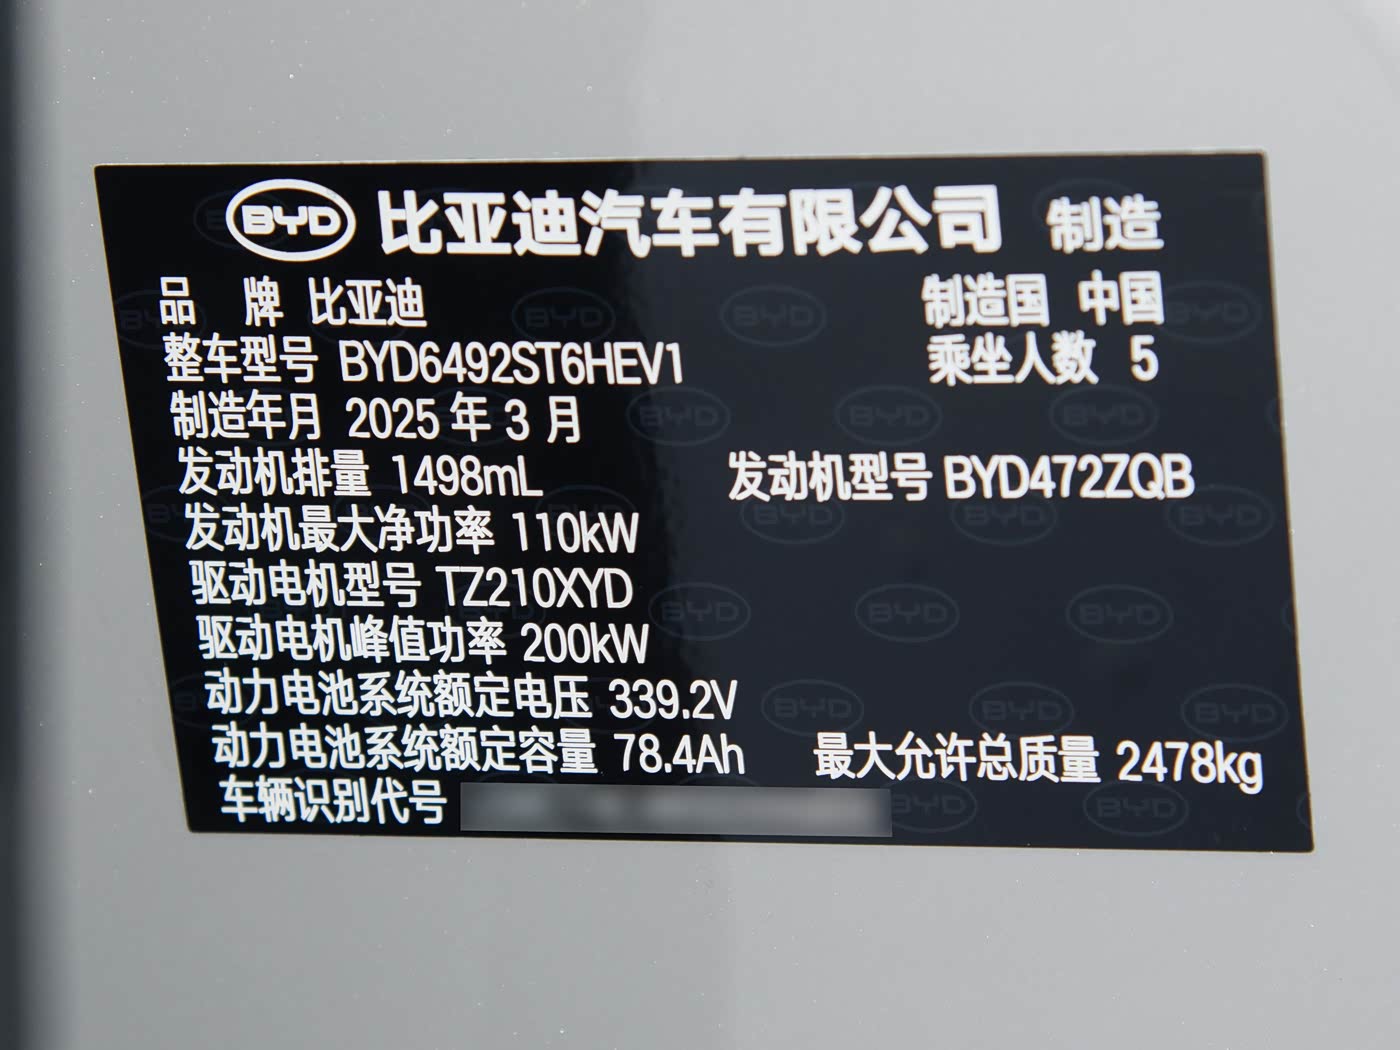 BYD 比亚迪汽车有限公司 制造
品 牌 比亚迪 制造国 中国
整车型号 BYD6492ST6HEV1 乘坐人数 5
制造年月 2025 年 3 月
发动机排量 1498mL 发动机型号 BYD472ZQB
发动机最大净功率 110kW
驱动电机型号 TZ210XYD
驱动电机峰值功率 200kW
动力电池系统额定电压 339.2V
动力电池系统额定容量 78.4Ah 最大允许总质量 2478kg
车辆识别代号